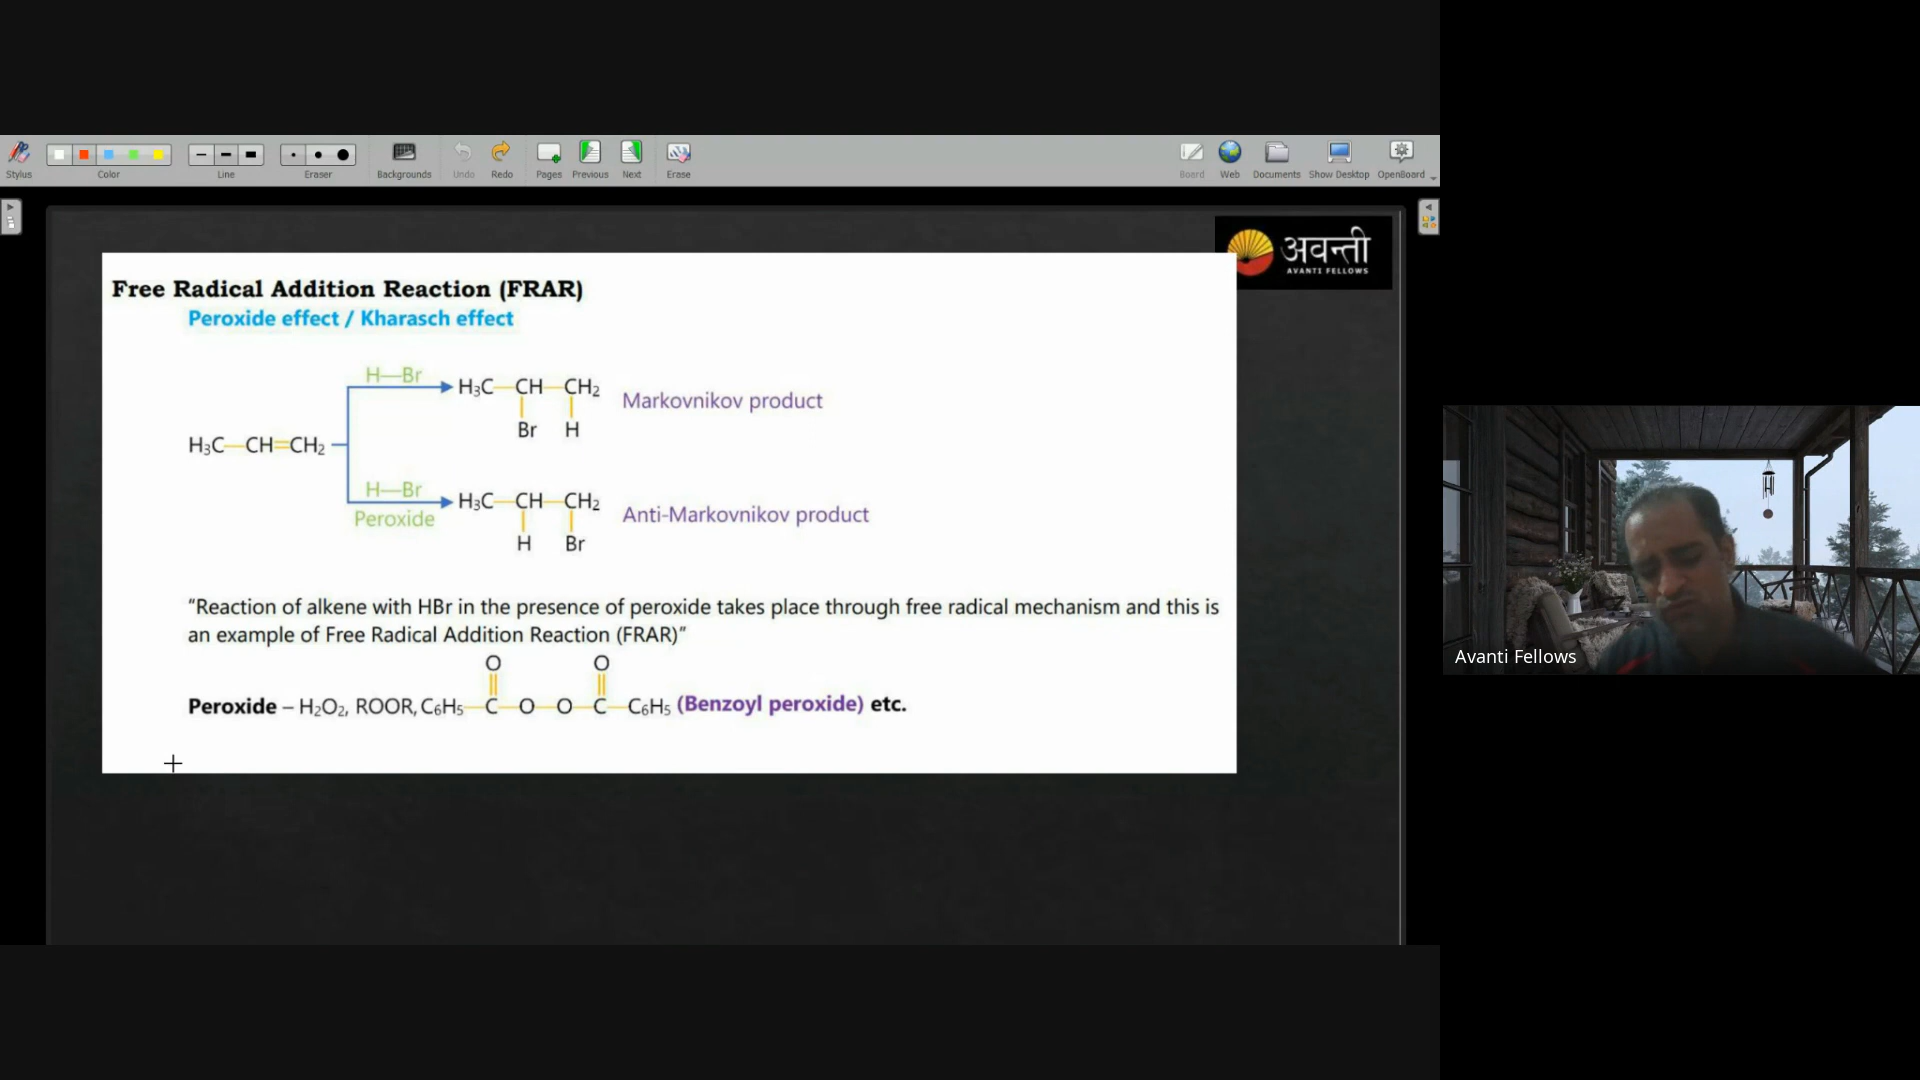 Stylus
Color
Line
Eraser
Backgrounds
Undo
Redo
Pages
Previous
Next
Erase
Board
Web
Documents
Show Desktop
OpenBoard
अवन्ती
AVANTI FELLOWS
Free Radical Addition Reaction (FRAR)
Peroxide effect / Kharasch effect
H—Br
H₃C—CH—CH₂
Markovnikov product
Br H
H₃C—CH=CH₂
H—Br
H₃C—CH—CH₂
Peroxide
Anti-Markovnikov product
H Br
“Reaction of alkene with HBr in the presence of peroxide takes place through free radical mechanism and this is
an example of Free Radical Addition Reaction (FRAR)”
O O
Peroxide – H₂O₂, ROOR, C₆H₅—C—O—O—C—C₆H₅ (Benzoyl peroxide) etc.
Avanti Fellows